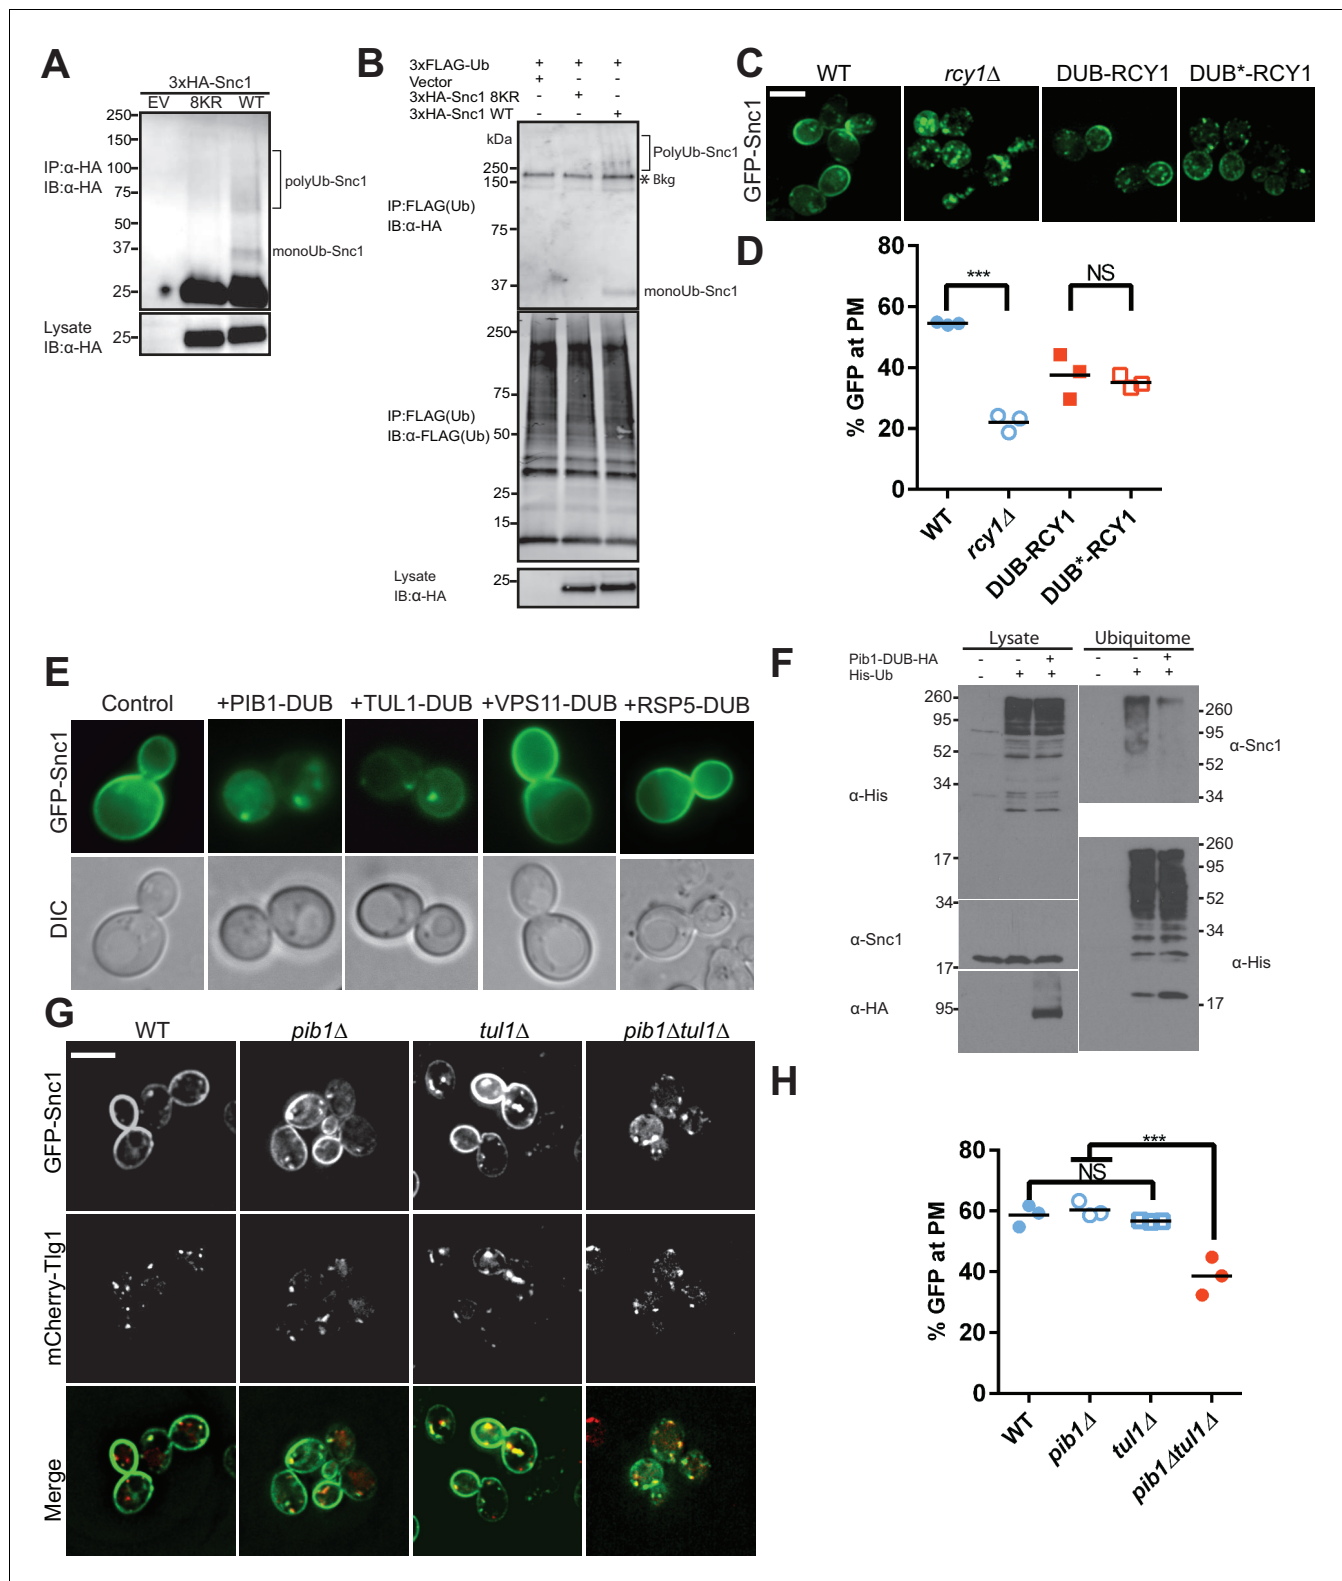 A
3xHA-Snc1
EV 8KR WT
250
150
100
75
50
37
25
IP:α-HA
IB:α-HA
polyUb-Snc1
monoUb-Snc1
Lysate
IB:α-HA
25
B
3xFLAG-Ub + + +
Vector + - -
3xHA-Snc1 8KR - + -
3xHA-Snc1 WT - - +
kDa
250
150
75
37
PolyUb-Snc1
* Bkg
IP:FLAG(Ub)
IB:α-HA
monoUb-Snc1
250
75
50
25
15
IP:FLAG(Ub)
IB:α-FLAG(Ub)
Lysate
IB:α-HA
25
C
WT rcy1Δ DUB-RCY1 DUB*-RCY1
GFP-Snc1
D
% GFP at PM
80
60
40
20
0
***
NS
WT
rcy1Δ
DUB-RCY1
DUB*-RCY1
E
Control +PIB1-DUB +TUL1-DUB +VPS11-DUB +RSP5-DUB
GFP-Snc1
DIC
F
Lysate Ubiquitome
Pib1-DUB-HA - - + - - +
His-Ub - + + - + +
260
95
52
34
17
α-His
34
α-Snc1
17
α-HA
95
260
95
52
34
α-Snc1
260
95
52
34
17
α-His
G
WT pib1Δ tul1Δ pib1Δtul1Δ
GFP-Snc1
mCherry-Tlg1
Merge
H
% GFP at PM
80
60
40
20
0
***
NS
WT
pib1Δ
tul1Δ
pib1Δtul1Δ